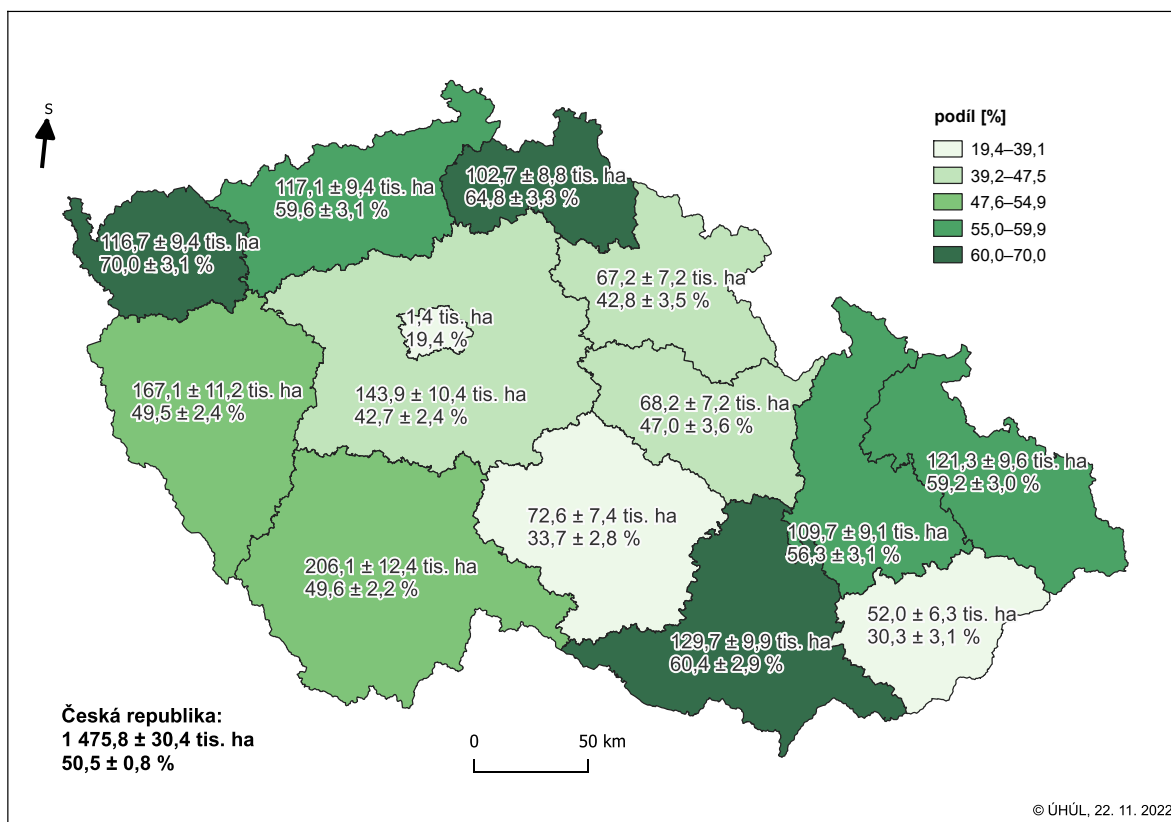 S
podíl [%]
19,4–39,1
39,2–47,5
47,6–54,9
55,0–59,9
60,0–70,0
102,7 ± 8,8 tis. ha
64,8 ± 3,3 %
117,1 ± 9,4 tis. ha
59,6 ± 3,1 %
116,7 ± 9,4 tis. ha
70,0 ± 3,1 %
67,2 ± 7,2 tis. ha
42,8 ± 3,5 %
1,4 tis. ha
19,4 %
167,1 ± 11,2 tis. ha
49,5 ± 2,4 %
143,9 ± 10,4 tis. ha
42,7 ± 2,4 %
68,2 ± 7,2 tis. ha
47,0 ± 3,6 %
121,3 ± 9,6 tis. ha
59,2 ± 3,0 %
72,6 ± 7,4 tis. ha
33,7 ± 2,8 %
109,7 ± 9,1 tis. ha
56,3 ± 3,1 %
206,1 ± 12,4 tis. ha
49,6 ± 2,2 %
52,0 ± 6,3 tis. ha
30,3 ± 3,1 %
129,7 ± 9,9 tis. ha
60,4 ± 2,9 %
Česká republika:
1 475,8 ± 30,4 tis. ha
50,5 ± 0,8 %
0 50 km
© ÚHÚL, 22. 11. 2022